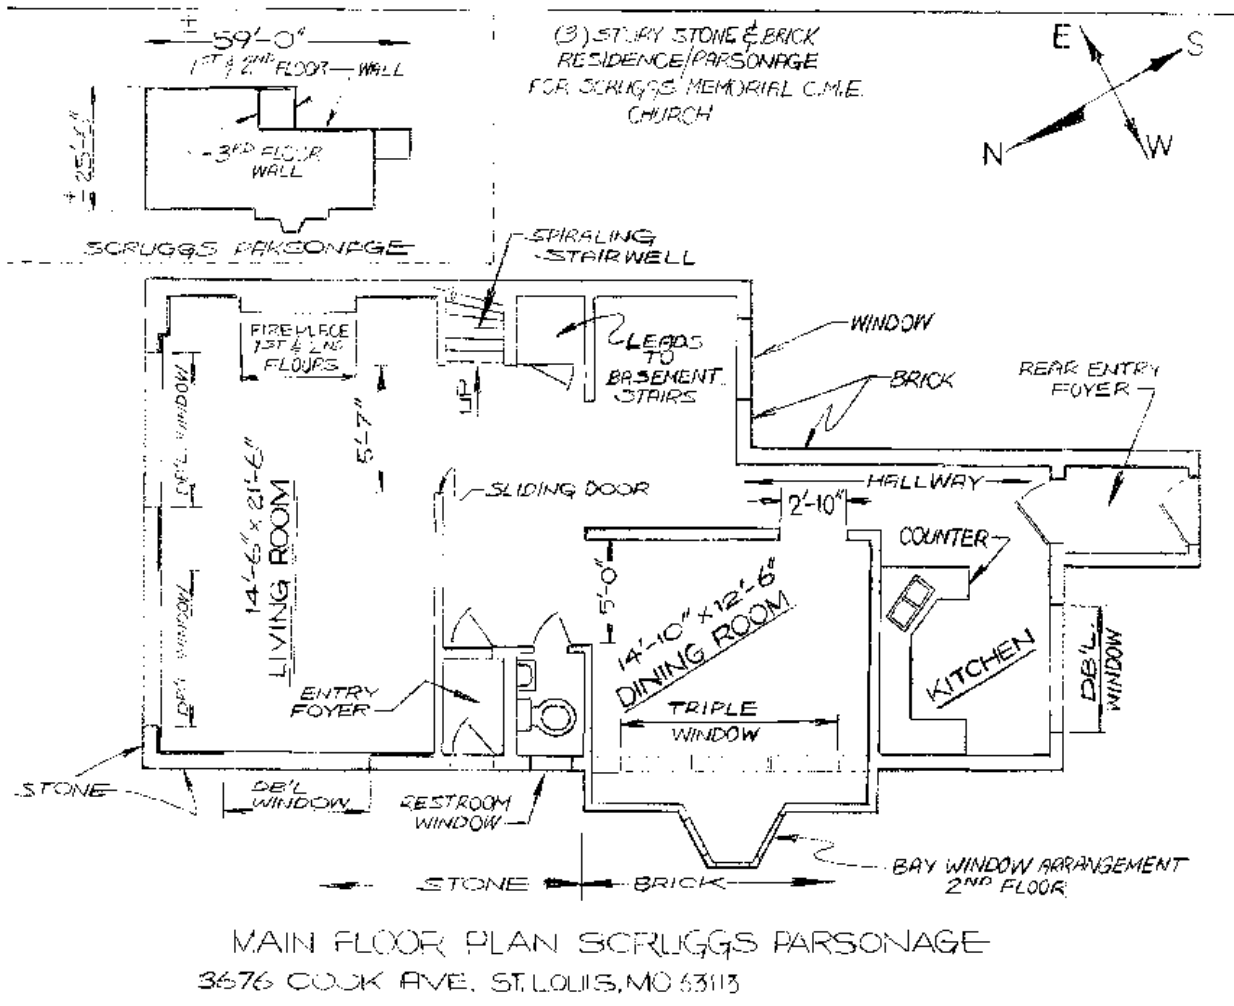 59'-0"
1ST & 2ND FLOOR WALL
± 25'-6"
3RD FLOOR
WALL
SCRUGGS PARSONAGE
(3) STORY STONE & BRICK
RESIDENCE/PARSONAGE
FOR SCRUGGS MEMORIAL C.M.E.
CHURCH
E
S
N
W
SPIRALING
STAIRWELL
FIREPLACE
1ST & 2ND
FLOORS
LEADS
TO
BASEMENT
STAIRS
WINDOW
BRICK
REAR ENTRY
FOYER
UP
5'-7"
DB'L WINDOW
14'-6" X 21'-6"
LIVING ROOM
SLIDING DOOR
HALLWAY
2'-10"
COUNTER
5'-0"
14'-10" X 12'-6"
DINING ROOM
KITCHEN
DB'L.
WINDOW
DB'L WINDOW
ENTRY
FOYER
TRIPLE
WINDOW
STONE
DB'L
WINDOW
RESTROOM
WINDOW
BAY WINDOW ARRANGEMENT
2ND FLOOR
STONE
BRICK
MAIN FLOOR PLAN SCRUGGS PARSONAGE
3676 COOK AVE. ST. LOUIS, MO 63113